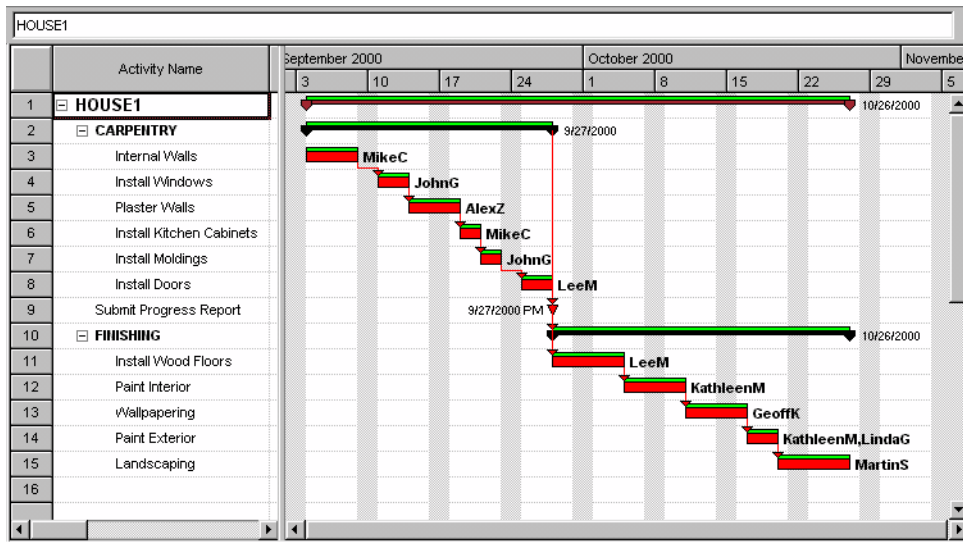 HOUSE1
Activity Name
September 2000 October 2000 Novembe
3 10 17 24 1 8 15 22 29 5
1 HOUSE1 10/26/2000
2 CARPENTRY 9/27/2000
3 Internal Walls MikeC
4 Install Windows JohnG
5 Plaster Walls AlexZ
6 Install Kitchen Cabinets MikeC
7 Install Moldings JohnG
8 Install Doors LeeM
9 Submit Progress Report 9/27/2000 PM
10 FINISHING 10/26/2000
11 Install Wood Floors LeeM
12 Paint Interior KathleenM
13 Wallpapering GeoffK
14 Paint Exterior KathleenM,LindaG
15 Landscaping MartinS
16